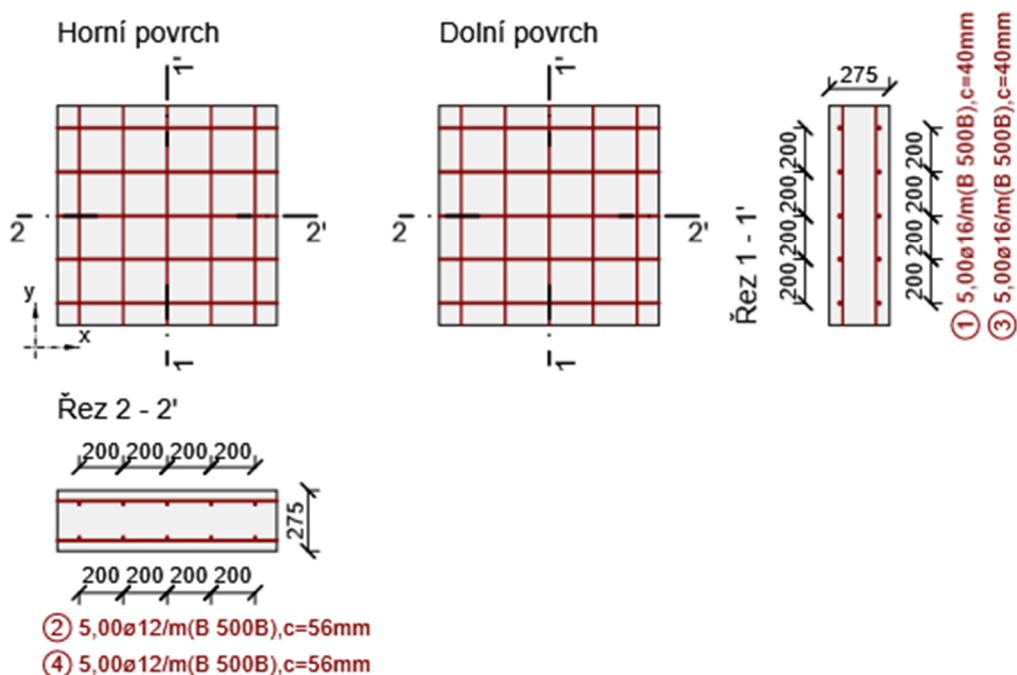 Horní povrch
1'
2
2'
y
x
1
Dolní povrch
1'
2
2'
1
275
200 200 200 200
200 200 200 200
Řez 1 - 1'
① 5,00ø16/m(B 500B),c=40mm
③ 5,00ø16/m(B 500B),c=40mm
Řez 2 - 2'
200 200 200 200
275
200 200 200 200
② 5,00ø12/m(B 500B),c=56mm
④ 5,00ø12/m(B 500B),c=56mm